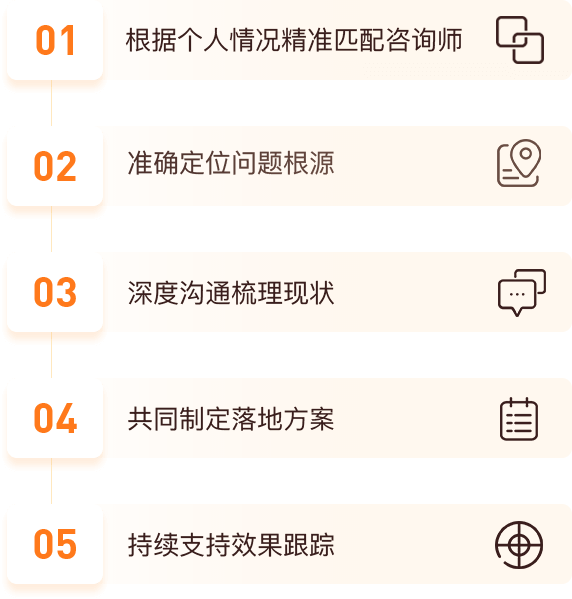 01 根据个人情况精准匹配咨询师
02 准确定位问题根源
03 深度沟通梳理现状
04 共同制定落地方案
05 持续支持效果跟踪